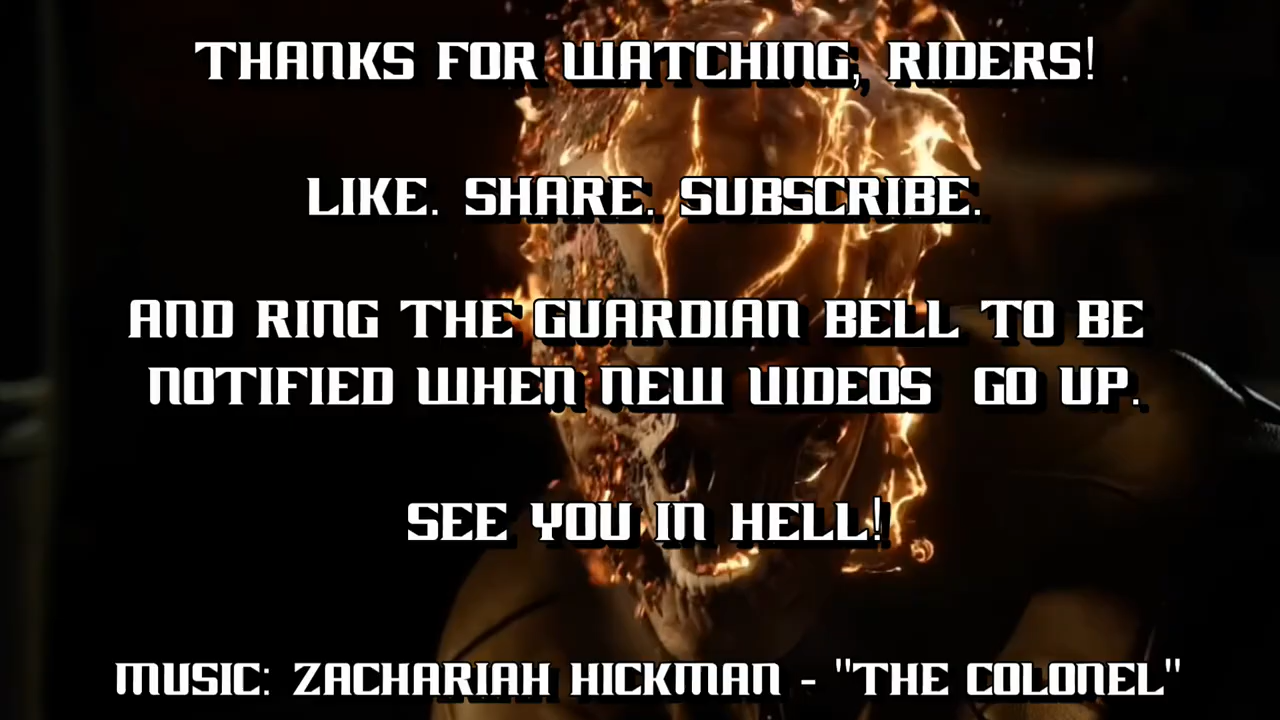 THANKS FOR WATCHING, RIDERS!
LIKE. SHARE. SUBSCRIBE.
AND RING THE GUARDIAN BELL TO BE
NOTIFIED WHEN NEW VIDEOS GO UP.
SEE YOU IN HELL!
MUSIC: ZACHARIAH HICKMAN - "THE COLONEL"